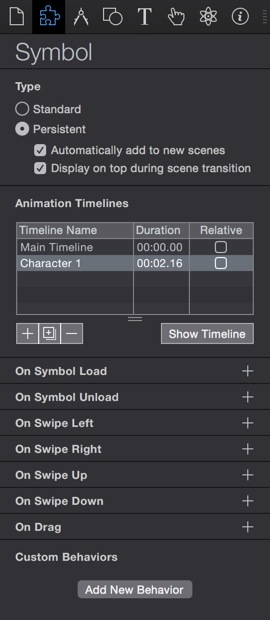 T
Symbol
Type
Standard
Persistent
Automatically add to new scenes
Display on top during scene transition
Animation Timelines
Timeline Name Duration Relative
Main Timeline 00:00.00
Character 1 00:02.16
Show Timeline
On Symbol Load
On Symbol Unload
On Swipe Left
On Swipe Right
On Swipe Up
On Swipe Down
On Drag
Custom Behaviors
Add New Behavior